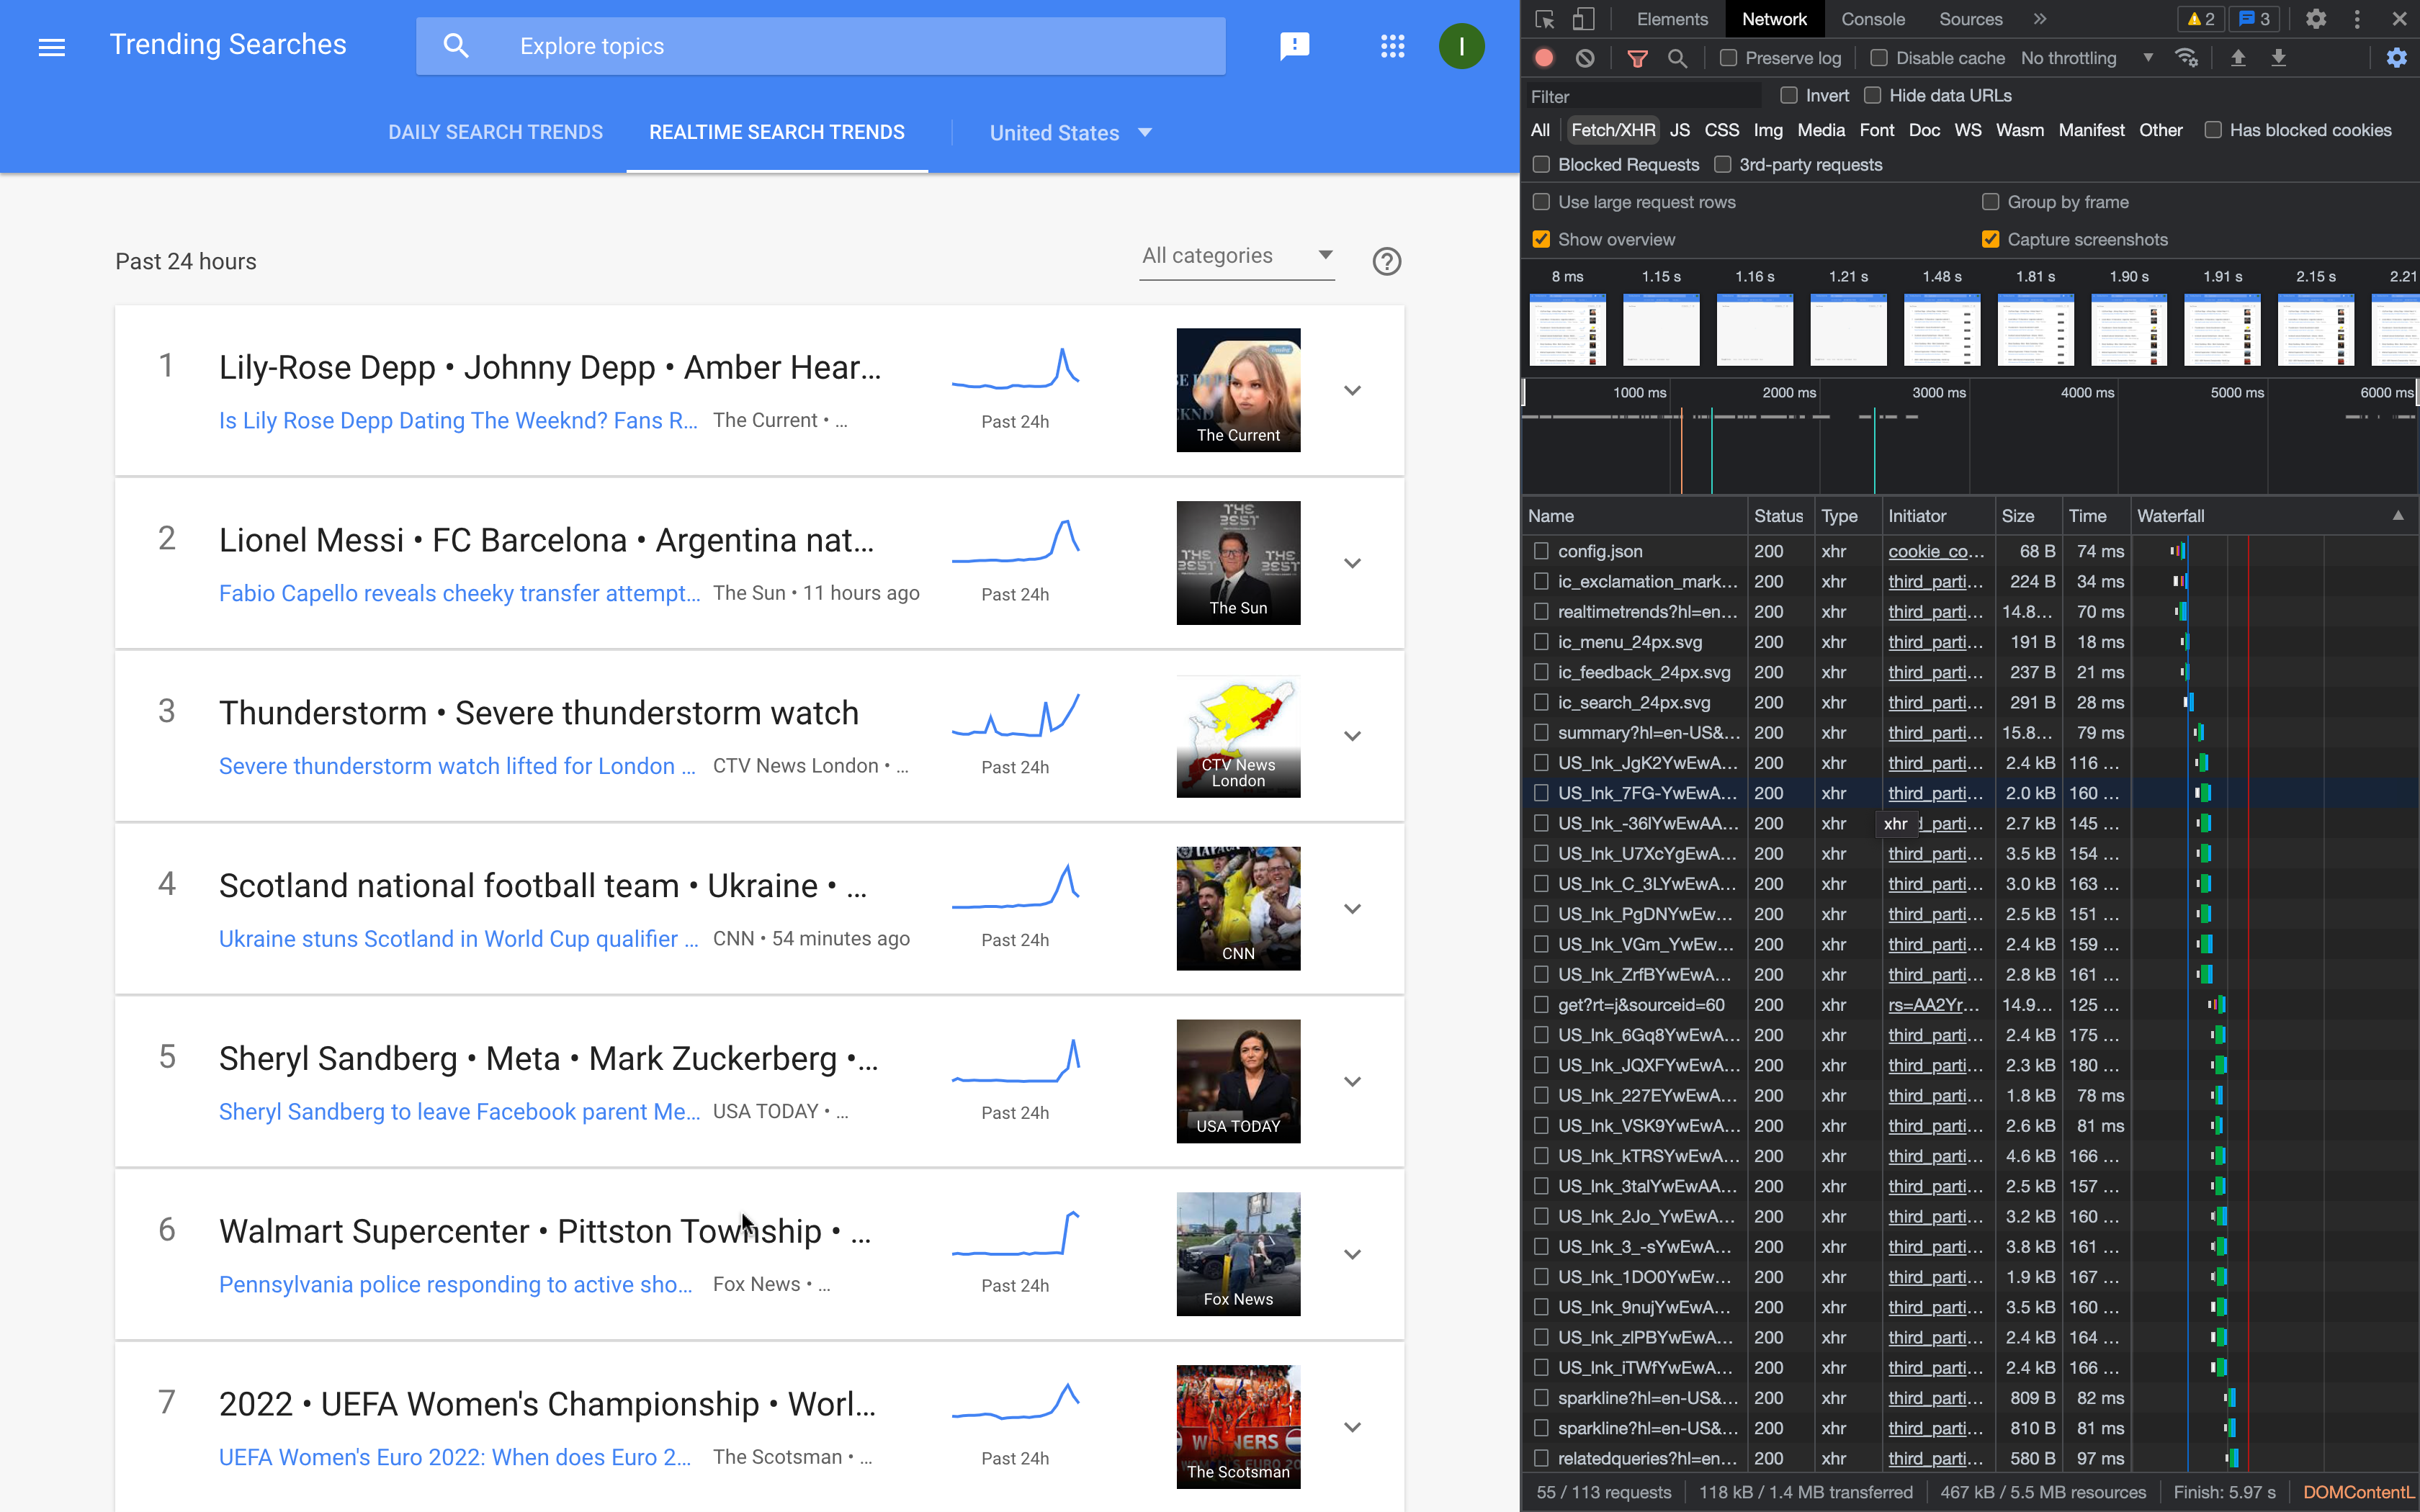 Trending Searches
Explore topics
I
DAILY SEARCH TRENDS
REALTIME SEARCH TRENDS
United States
Past 24 hours
All categories
1
Lily-Rose Depp • Johnny Depp • Amber Hear...
Is Lily Rose Depp Dating The Weeknd? Fans R... The Current • ...
Past 24h
The Current
2
Lionel Messi • FC Barcelona • Argentina nat...
Fabio Capello reveals cheeky transfer attempt... The Sun • 11 hours ago
Past 24h
THE BEST
THE BEST
THE BEST
The Sun
3
Thunderstorm • Severe thunderstorm watch
Severe thunderstorm watch lifted for London ... CTV News London • ...
Past 24h
CTV News London
4
Scotland national football team • Ukraine • ...
Ukraine stuns Scotland in World Cup qualifier ... CNN • 54 minutes ago
Past 24h
CNN
5
Sheryl Sandberg • Meta • Mark Zuckerberg •...
Sheryl Sandberg to leave Facebook parent Me... USA TODAY • ...
Past 24h
USA TODAY
6
Walmart Supercenter • Pittston Township • ...
Pennsylvania police responding to active sho... Fox News • ...
Past 24h
Fox News
7
2022 • UEFA Women's Championship • Worl...
UEFA Women's Euro 2022: When does Euro 2... The Scotsman • ...
Past 24h
The Scotsman
Elements Network Console Sources 2 3
Preserve log Disable cache No throttling
Filter Invert Hide data URLs
All Fetch/XHR JS CSS Img Media Font Doc WS Wasm Manifest Other Has blocked cookies
Blocked Requests 3rd-party requests
Use large request rows Group by frame
Show overview Capture screenshots
8 ms 1.15 s 1.16 s 1.21 s 1.48 s 1.81 s 1.90 s 1.91 s 2.15 s 2.21
1000 ms 2000 ms 3000 ms 4000 ms 5000 ms 6000 ms
Name Status Type Initiator Size Time Waterfall
config.json 200 xhr cookie_co... 68 B 74 ms
ic_exclamation_mark... 200 xhr third_parti... 224 B 34 ms
realtimetrends?hl=en... 200 xhr third_parti... 14.8... 70 ms
ic_menu_24px.svg 200 xhr third_parti... 191 B 18 ms
ic_feedback_24px.svg 200 xhr third_parti... 237 B 21 ms
ic_search_24px.svg 200 xhr third_parti... 291 B 28 ms
summary?hl=en-US&... 200 xhr third_parti... 15.8... 79 ms
US_lnk_JgK2YwEwA... 200 xhr third_parti... 2.4 kB 116 ...
US_lnk_7FG-YwEwA... 200 xhr third_parti... 2.0 kB 160 ...
US_lnk_-36lYwEwAA... 200 xhr xhr d_parti... 2.7 kB 145 ...
US_lnk_U7XcYgEwA... 200 xhr third_parti... 3.5 kB 154 ...
US_lnk_C_3LYwEwA... 200 xhr third_parti... 3.0 kB 163 ...
US_lnk_PgDNYwEw... 200 xhr third_parti... 2.5 kB 151 ...
US_lnk_VGm_YwEw... 200 xhr third_parti... 2.4 kB 159 ...
US_lnk_ZrfBYwEwA... 200 xhr third_parti... 2.8 kB 161 ...
get?rt=j&sourceid=60 200 xhr rs=AA2Yr... 14.9... 125 ...
US_lnk_6Gq8YwEwA... 200 xhr third_parti... 2.4 kB 175 ...
US_lnk_JQXFYwEwA... 200 xhr third_parti... 2.3 kB 180 ...
US_lnk_227EYwEwA... 200 xhr third_parti... 1.8 kB 78 ms
US_lnk_VSK9YwEwA... 200 xhr third_parti... 2.6 kB 81 ms
US_lnk_kTRSYwEwA... 200 xhr third_parti... 4.6 kB 166 ...
US_lnk_3talYwEwAA... 200 xhr third_parti... 2.5 kB 157 ...
US_lnk_2Jo_YwEwA... 200 xhr third_parti... 3.2 kB 160 ...
US_lnk_3_-sYwEwA... 200 xhr third_parti... 3.8 kB 161 ...
US_lnk_1DO0YwEw... 200 xhr third_parti... 1.9 kB 167 ...
US_lnk_9nujYwEwA... 200 xhr third_parti... 3.5 kB 160 ...
US_lnk_zlPBYwEwA... 200 xhr third_parti... 2.4 kB 164 ...
US_lnk_iTWfYwEwA... 200 xhr third_parti... 2.4 kB 166 ...
sparkline?hl=en-US&... 200 xhr third_parti... 809 B 82 ms
sparkline?hl=en-US&... 200 xhr third_parti... 810 B 81 ms
relatedqueries?hl=en... 200 xhr third_parti... 580 B 97 ms
55 / 113 requests 118 kB / 1.4 MB transferred 467 kB / 5.5 MB resources Finish: 5.97 s DOMContentL